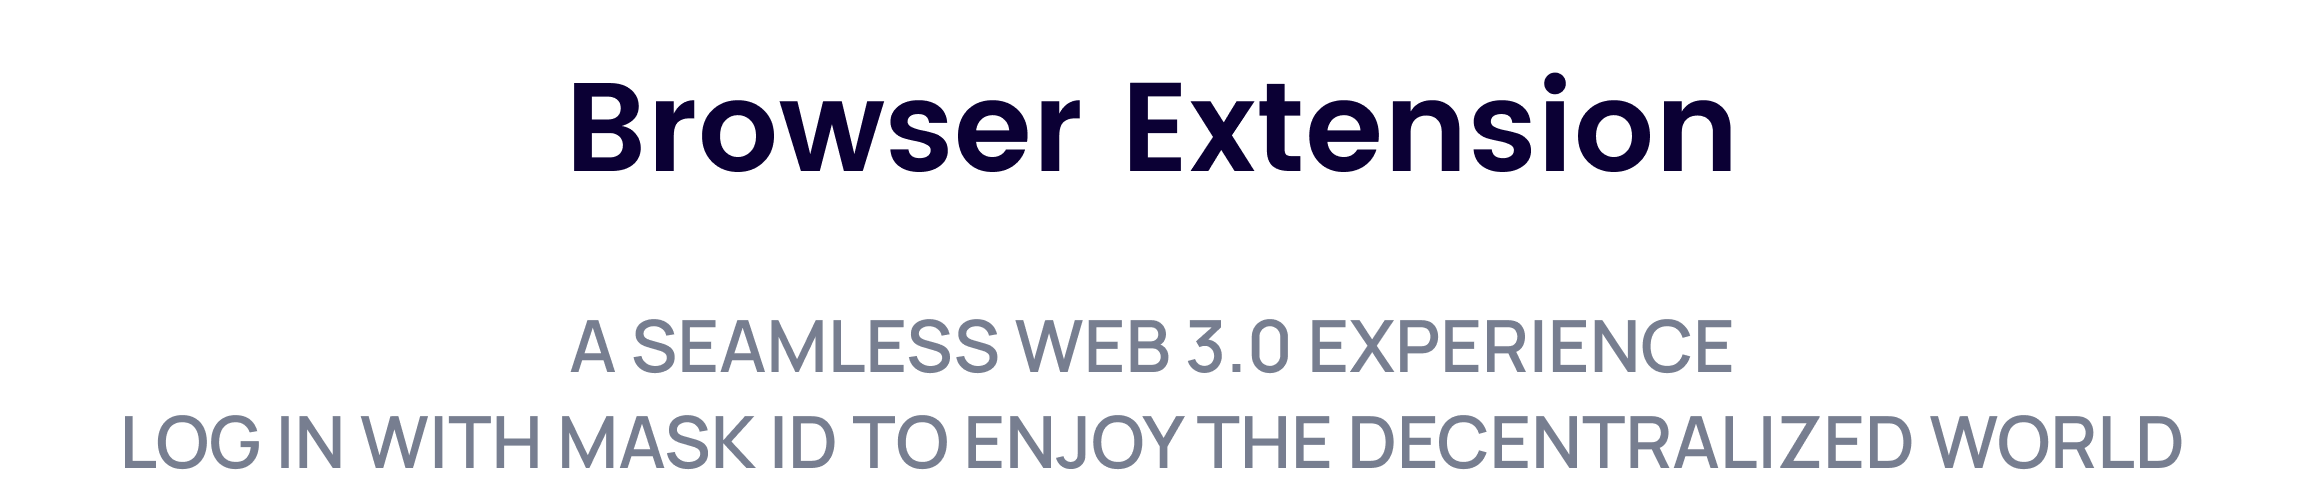 Browser Extension
A SEAMLESS WEB 3.0 EXPERIENCE
LOG IN WITH MASK ID TO ENJOY THE DECENTRALIZED WORLD